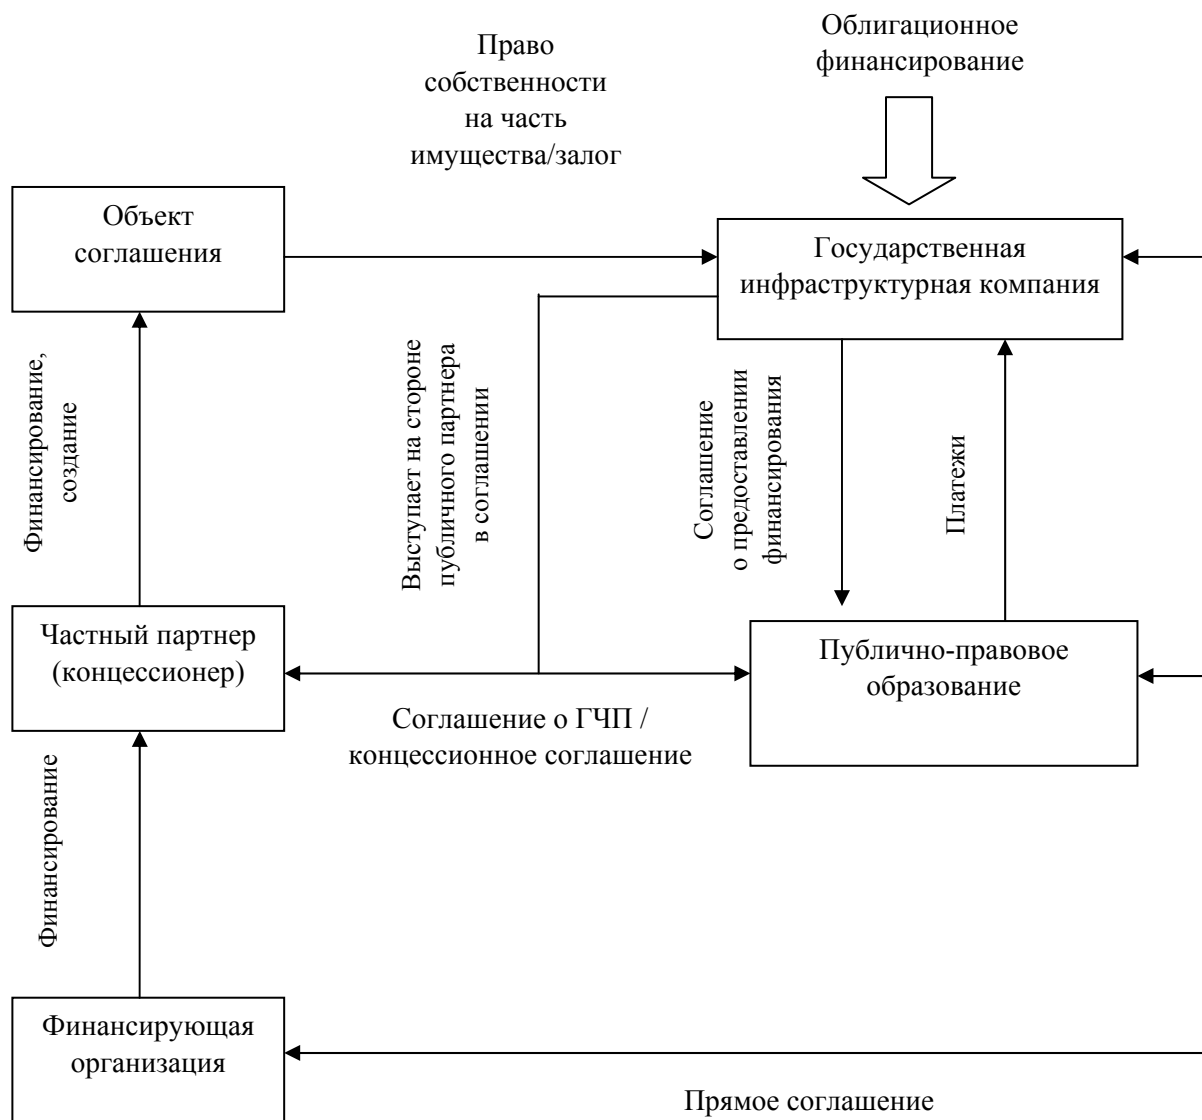 Облигационное
финансирование
Право
собственности
на часть
имущества/залог
Объект
соглашения
Государственная
инфраструктурная компания
Финансирование,
создание
Выступает на стороне
публичного партнера
в соглашении
Соглашение
о предоставлении
финансирования
Платежи
Частный партнер
(концессионер)
Публично-правовое
образование
Соглашение о ГЧП /
концессионное соглашение
Финансирование
Финансирующая
организация
Прямое соглашение